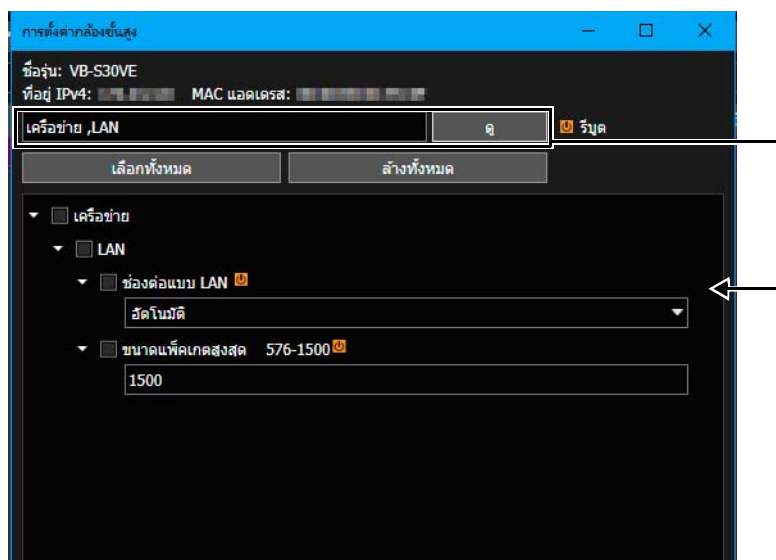 การตั้งค่ากล้องขั้นสูง
ชื่อรุ่น: VB-S30VE
ที่อยู่ IPv4: MAC แอดเดรส:
เครือข่าย ,LAN ดู รีบูต
เลือกทั้งหมด ล้างทั้งหมด
เครือข่าย
LAN
ช่องต่อแบบ LAN
อัตโนมัติ
ขนาดแพ็คเกตสูงสุด 576-1500
1500